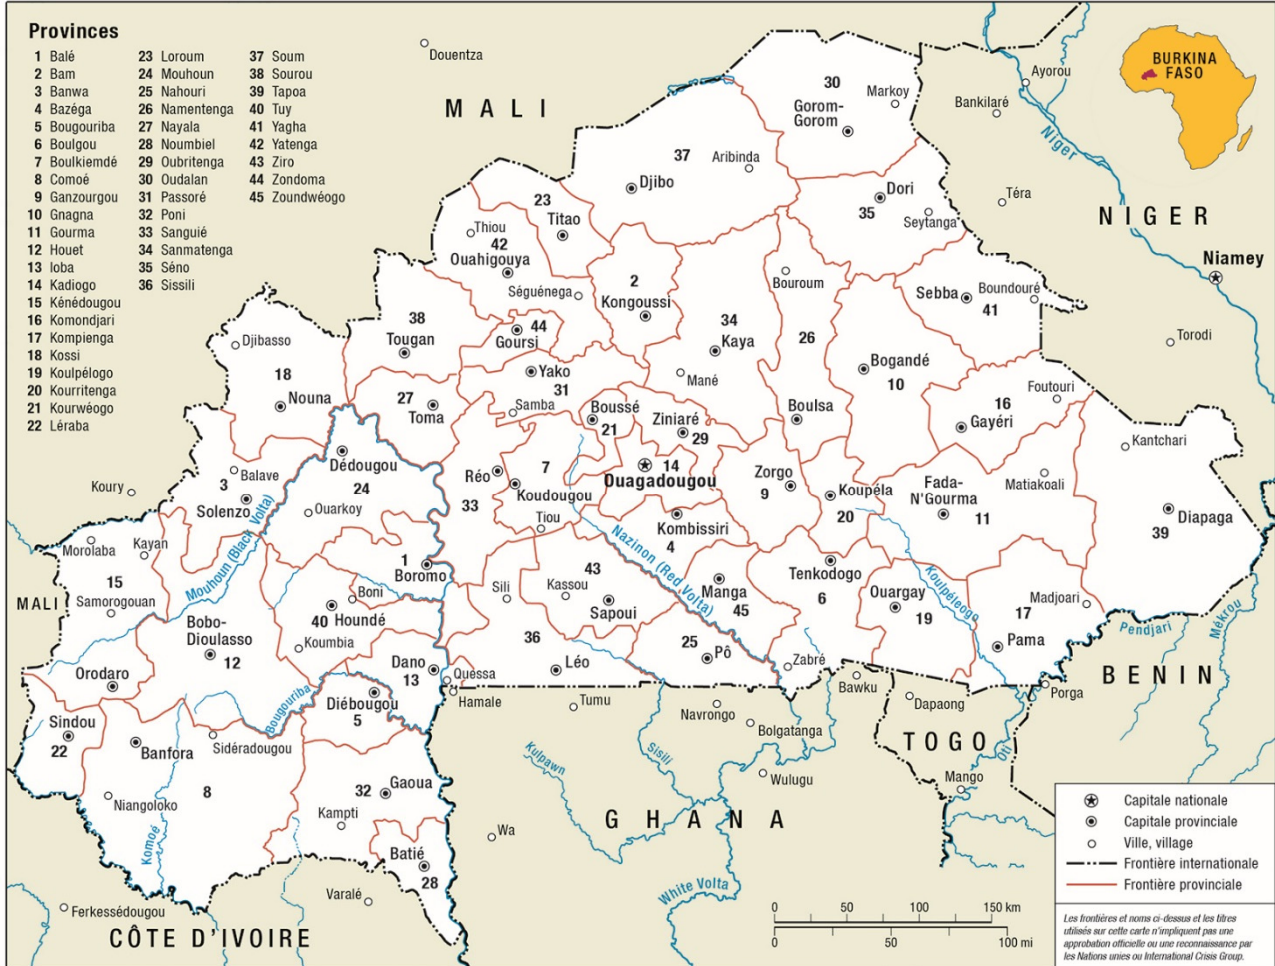 Provinces
1 Balé
2 Bam
3 Banwa
4 Bazéga
5 Bougouriba
6 Boulgou
7 Boulkiemdé
8 Comoé
9 Ganzourgou
10 Gnagna
11 Gourma
12 Houet
13 Ioba
14 Kadiogo
15 Kénédougou
16 Komondjari
17 Kompienga
18 Kossi
19 Koulpélogo
20 Kourritenga
21 Kourwéogo
22 Léraba
23 Loroum
24 Mouhoun
25 Nahouri
26 Namentenga
27 Nayala
28 Noumbiel
29 Oubritenga
30 Oudalan
31 Passoré
32 Poni
33 Sanguié
34 Sanmatenga
35 Séno
36 Sissili
37 Soum
38 Sourou
39 Tapoa
40 Tuy
41 Yagha
42 Yatenga
43 Ziro
44 Zondoma
45 Zoundwéogo
BURKINA
FASO
Douentza
MALI
Ayorou
Bankilaré
Niger
Téra
NIGER
Niamey
Torodi
30
Markoy
Gorom-
Gorom
37
Aribinda
Djibo
Dori
35
Seytanga
23
Titao
Thiou
42
Ouahigouya
Séguénega
2
Kongoussi
Bouroum
Sebba
Boundouré
41
38
Tougan
44
Goursi
34
Kaya
26
Bogandé
10
Djibasso
18
Nouna
Yako
31
Mané
Foutouri
16
Gayéri
27
Toma
Samba
Boussé
21
Ziniaré
29
Boulsa
Kantchari
Dédougou
24
Ouarkoy
Balave
3
Solenzo
Koury
Réo
33
7
Koudougou
Tiou
14
Ouagadougou
Zorgo
9
Koupéla
20
Fada-
N'Gourma
11
Matiakoali
39
Diapaga
Kombissiri
4
Nazinon (Red Volta)
Mouhoun (Black Volta)
Morolaba
Kayan
15
Samorogouan
MALI
1
Boromo
Boni
40
Houndé
Koumbia
Sili
43
Kassou
Sapoui
Manga
45
Tenkodogo
6
Ouargay
19
Koulpéleogo
17
Madjoari
Pama
Pendjari
Mékrou
Bobo-
Dioulasso
12
Orodaro
36
Léo
25
Pô
Zabré
Dano
13
Quessa
Hamale
Bougouriba
Diébougou
5
Sindou
22
Banfora
Sidéradougou
8
Niangoloko
Komoé
32
Gaoua
Kampti
Batié
28
Varalé
Ferkessédougou
CÔTE D'IVOIRE
Tumu
Navrongo
Bolgatanga
Bawku
Dapaong
Porga
BENIN
TOGO
Oti
Mango
Kulpawn
Sisili
Wulugu
GHANA
Wa
White Volta
Capitale nationale
Capitale provinciale
Ville, village
Frontière internationale
Frontière provinciale
0 50 100 150 km
0 50 100 mi
Les frontières et noms ci-dessus et les titres
utilisés sur cette carte n'impliquent pas une
approbation officielle ou une reconnaissance par
les Nations unies ou International Crisis Group.